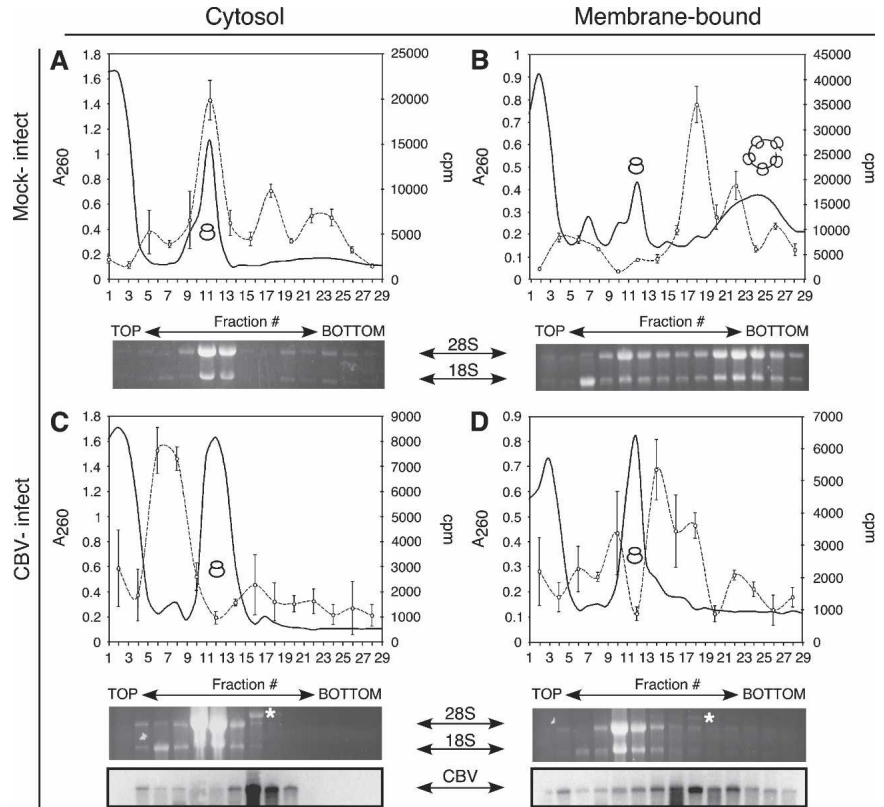 Cytosol
Membrane-bound
Mock- infect
CBV- infect
A
1.8
1.6
1.4
1.2
1
0.8
0.6
0.4
0.2
0
A260
25000
20000
15000
10000
5000
0
cpm
1 3 5 7 9 11 13 15 17 19 21 23 25 27 29
B
1
0.9
0.8
0.7
0.6
0.5
0.4
0.3
0.2
0.1
0
A260
45000
40000
35000
30000
25000
20000
15000
10000
5000
0
cpm
1 3 5 7 9 11 13 15 17 19 21 23 25 27 29
TOP Fraction # BOTTOM
28S
18S
TOP Fraction # BOTTOM
C
1.8
1.6
1.4
1.2
1
0.8
0.6
0.4
0.2
0
A260
9000
8000
7000
6000
5000
4000
3000
2000
1000
0
cpm
1 3 5 7 9 11 13 15 17 19 21 23 25 27 29
D
0.9
0.8
0.7
0.6
0.5
0.4
0.3
0.2
0.1
0
A260
7000
6000
5000
4000
3000
2000
1000
0
cpm
1 3 5 7 9 11 13 15 17 19 21 23 25 27 29
TOP Fraction # BOTTOM
*
28S
18S
CBV
TOP Fraction # BOTTOM
*